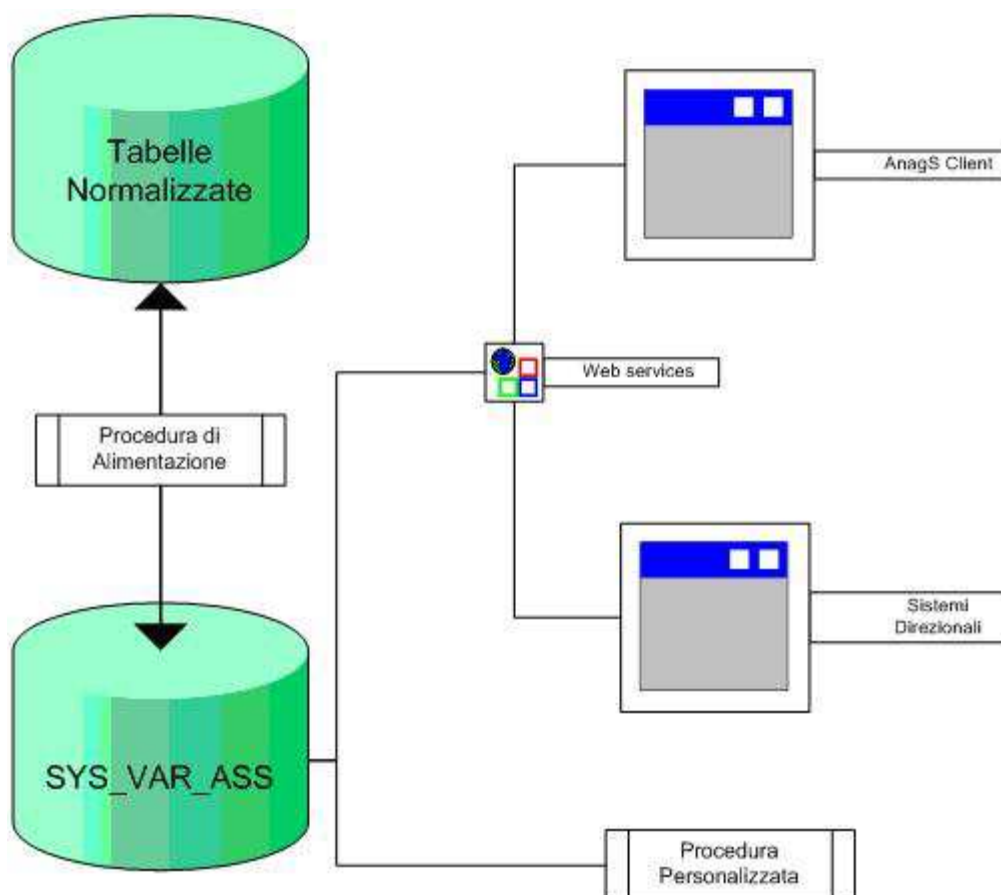 Tabelle
Normalizzate
AnagS Client
Web services
Procedura di
Alimentazione
Sistemi
Direzionali
SYS_VAR_ASS
Procedura
Personalizzata